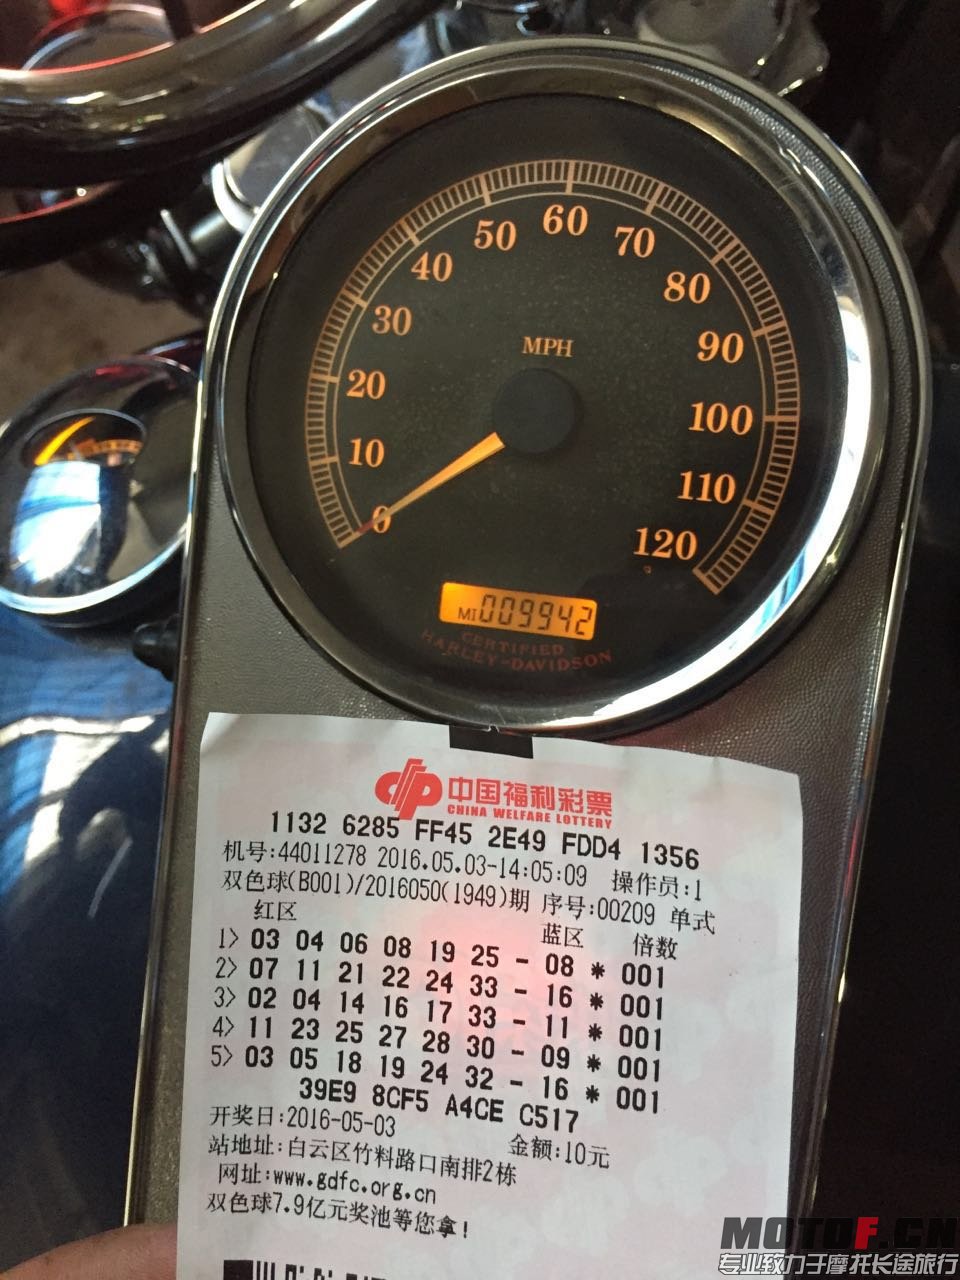 60
50
70
40
80
30
90
MPH
20
100
10
110
0
120
MI 009942
CERTIFIED
HARLEY-DAVIDSON
中国福利彩票
CHINA WELFARE LOTTERY
1132 6285 FF45 2E49 FDD4 1356
机号:44011278 2016.05.03-14:05:09 操作员:1
双色球(B001)/2016050(1949)期 序号:00209 单式
红区 蓝区 倍数
1> 03 04 06 08 19 25 - 08 * 001
2> 07 11 21 22 24 33 - 16 * 001
3> 02 04 14 16 17 33 - 11 * 001
4> 11 23 25 27 28 30 - 09 * 001
5> 03 05 18 19 24 32 - 16 * 001
39E9 8CF5 A4CE C517
开奖日:2016-05-03 金额:10元
站地址:白云区竹料路口南排2栋
网址:www.gdfc.org.cn
双色球7.9亿元奖池等您拿!
MOTOF.CN
专业致力于摩托长途旅行